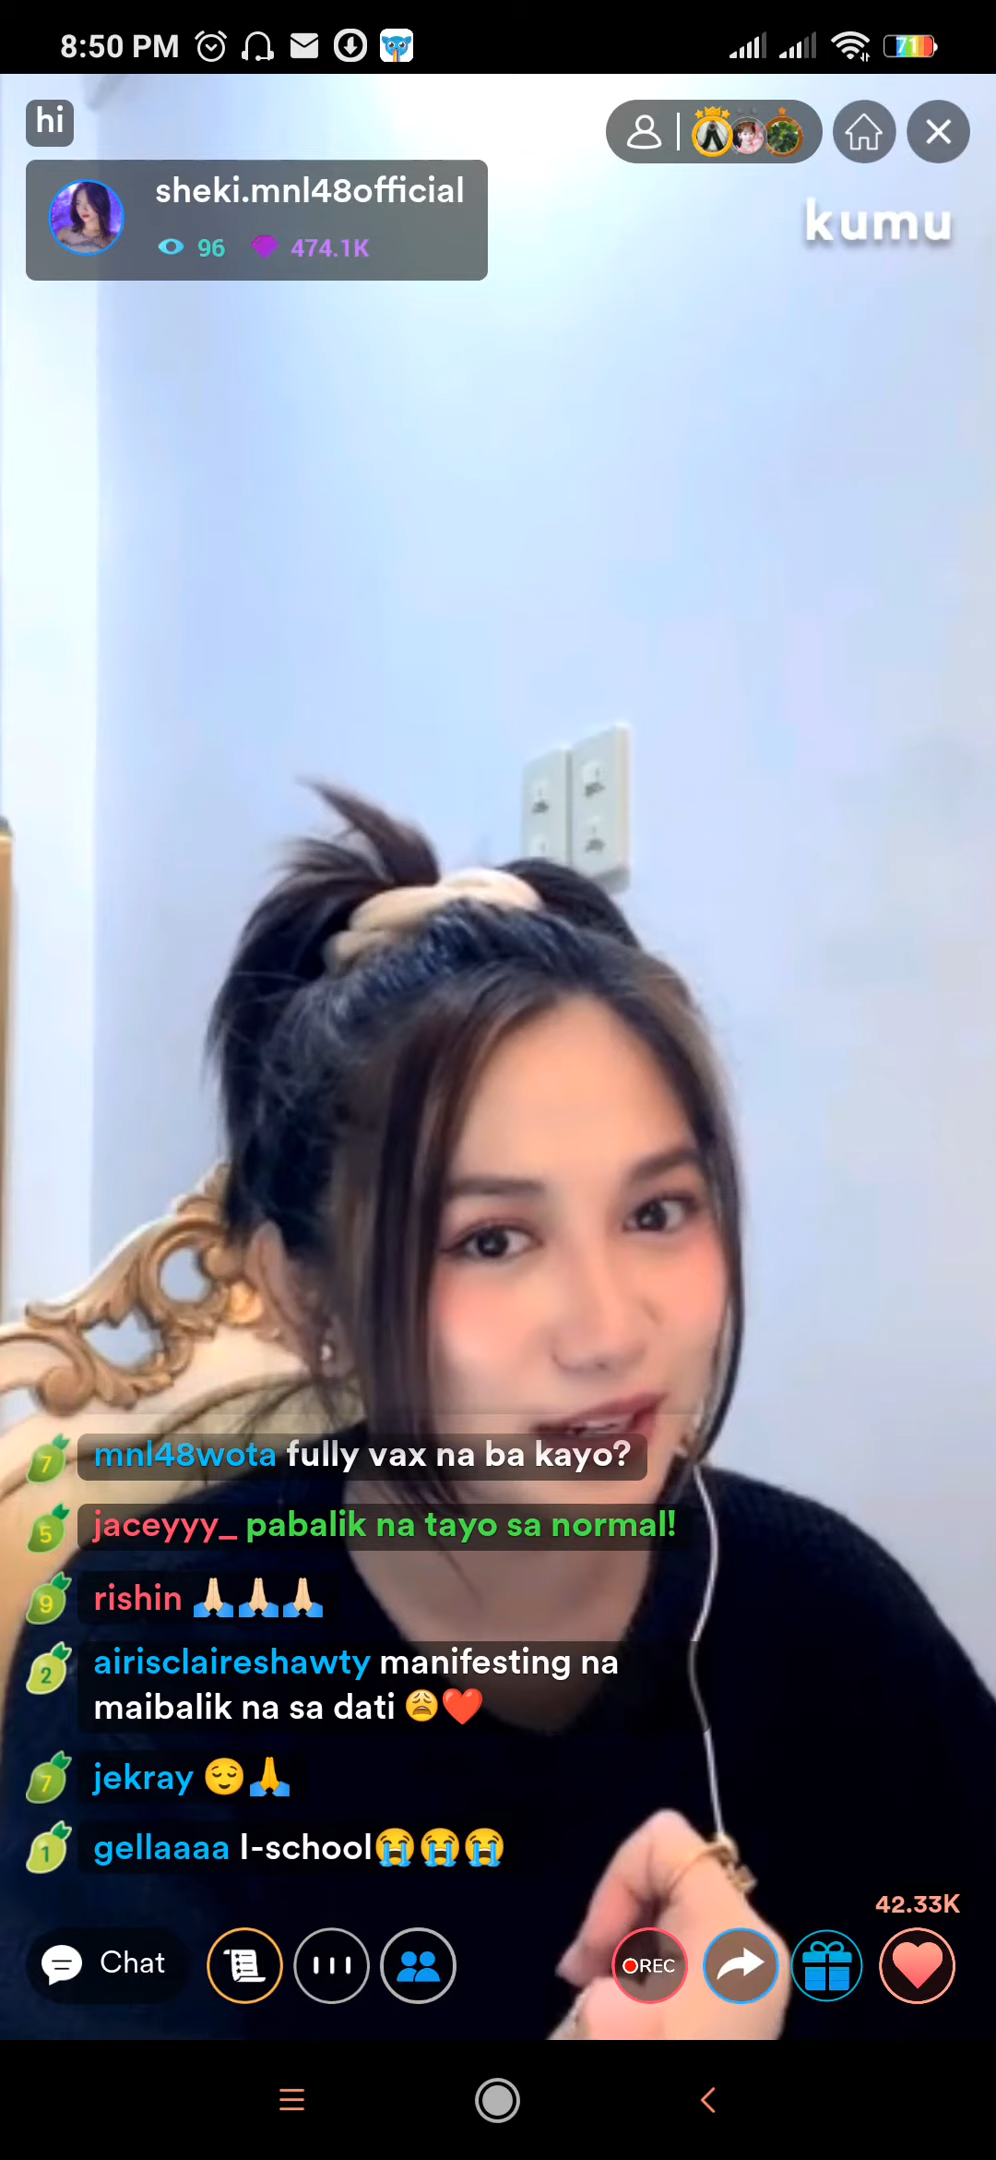 8:50 PM
71
hi
sheki.mnl48official
96 474.1K
kumu
7 mnl48wota fully vax na ba kayo?
5 jaceyyy_ pabalik na tayo sa normal!
9 rishin 🙏🏻🙏🏻🙏🏻
2 airisclaireshawty manifesting na
maibalik na sa dati 😩❤️
7 jekray 😌🙏
1 gellaaaa l-school😭😭😭
42.33K
Chat
REC